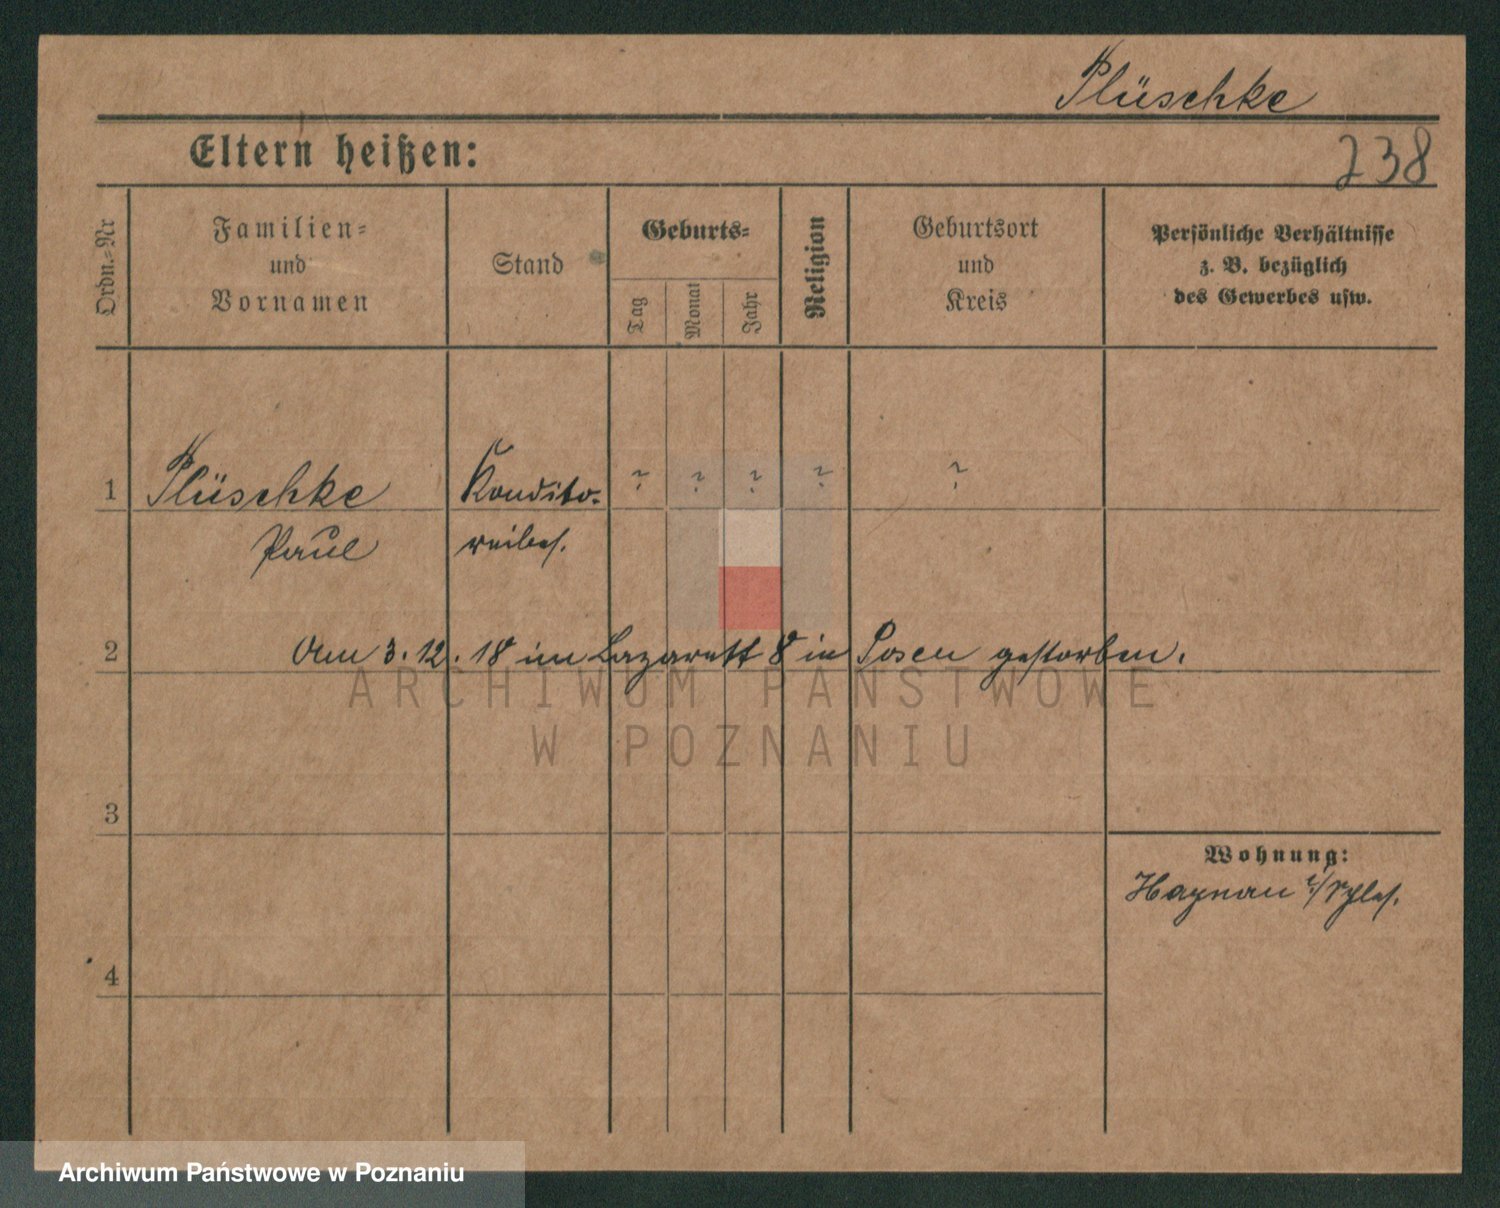 Plüschke
Eltern heißen:
238
Ordn.-Nr
Familien-
und
Vornamen
Stand
Geburts-
Tag
Monat
Jahr
Religion
Geburtsort
und
Kreis
Persönliche Verhältnisse
z. B. bezüglich
des Gewerbes usw.
1 Plüschke Kondito- ? ? ? ? ?
Paul reibes.
2 Am 3.12.18 im Lazarett 8 in Posen gestorben.
ARCHIWUM PAŃSTWOWE
W POZNANIU
3
Wohnung:
Haynau i/Schles.
4
Archiwum Państwowe w Poznaniu